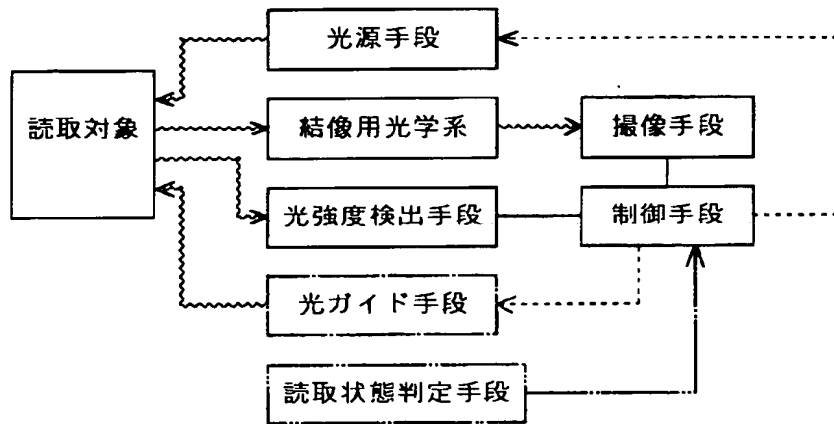 光源手段
読取対象
結像用光学系
撮像手段
光強度検出手段
制御手段
光ガイド手段
読取状態判定手段